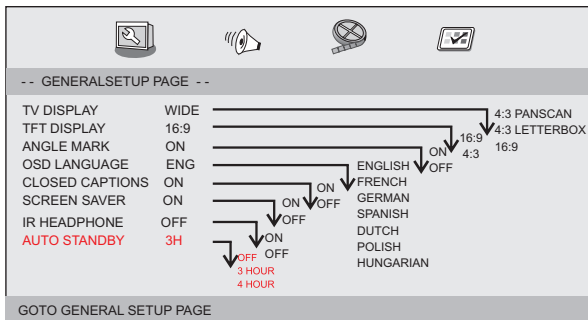 - - GENERALSETUP PAGE - -
TV DISPLAY WIDE
TFT DISPLAY 16:9
ANGLE MARK ON
OSD LANGUAGE ENG
CLOSED CAPTIONS ON
SCREEN SAVER ON
IR HEADPHONE OFF
AUTO STANDBY 3H
4:3 PANSCAN
4:3 LETTERBOX
16:9
16:9
4:3
ON
OFF
ENGLISH
FRENCH
GERMAN
SPANISH
DUTCH
POLISH
HUNGARIAN
ON
OFF
ON
OFF
ON
OFF
OFF
3 HOUR
4 HOUR
GOTO GENERAL SETUP PAGE